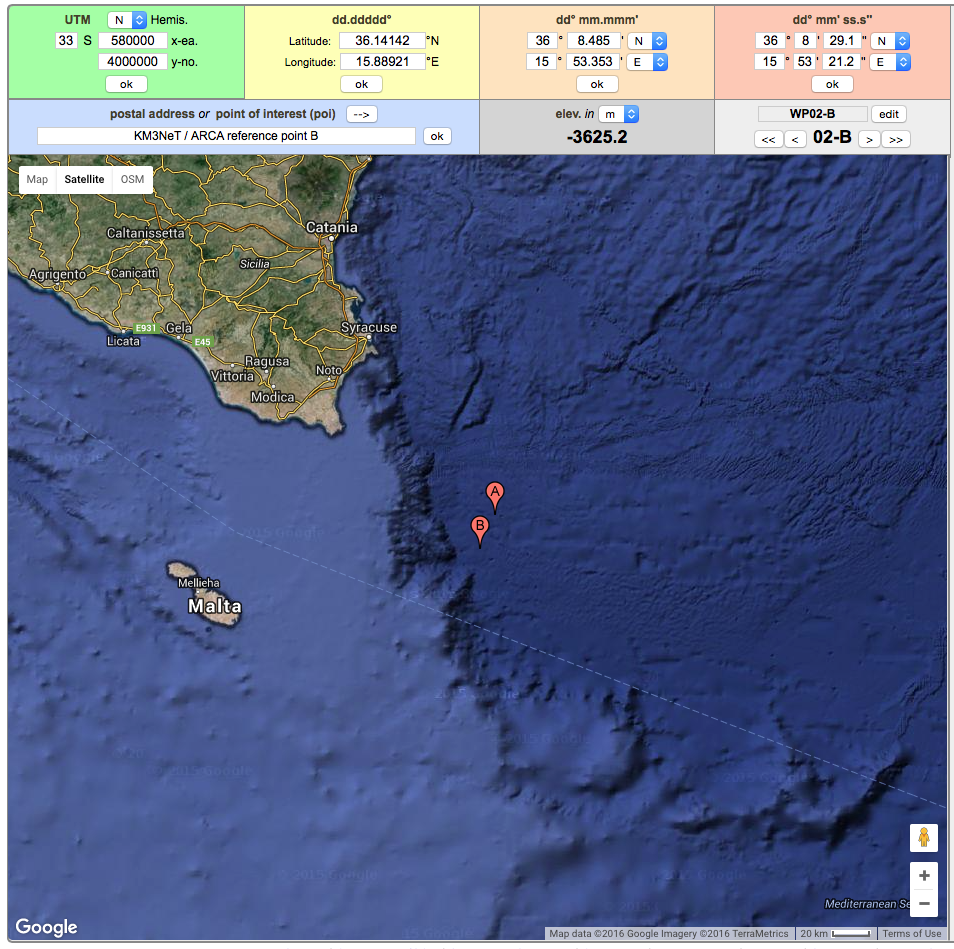 UTM N Hemis.
33 S 580000 x-ea.
4000000 y-no.
ok
dd.ddddd°
Latitude: 36.14142 °N
Longitude: 15.88921 °E
ok
dd° mm.mmm'
36 ° 8.485 ' N
15 ° 53.353 ' E
ok
dd° mm' ss.s"
36 ° 8 ' 29.1 " N
15 ° 53 ' 21.2 " E
ok
postal address or point of interest (poi) -->
KM3NeT / ARCA reference point B ok
elev. in m
-3625.2
WP02-B edit
<< < 02-B > >>
Map Satellite OSM
Catania
Caltanissetta
Sicilia
Agrigento
Canicattì
Syracuse
E931
Gela
Licata
E45
Ragusa
Vittoria
Noto
Modica
A
B
Mellieha
Malta
+
−
Google
Map data ©2016 Google Imagery ©2016 TerraMetrics 20 km Terms of Use